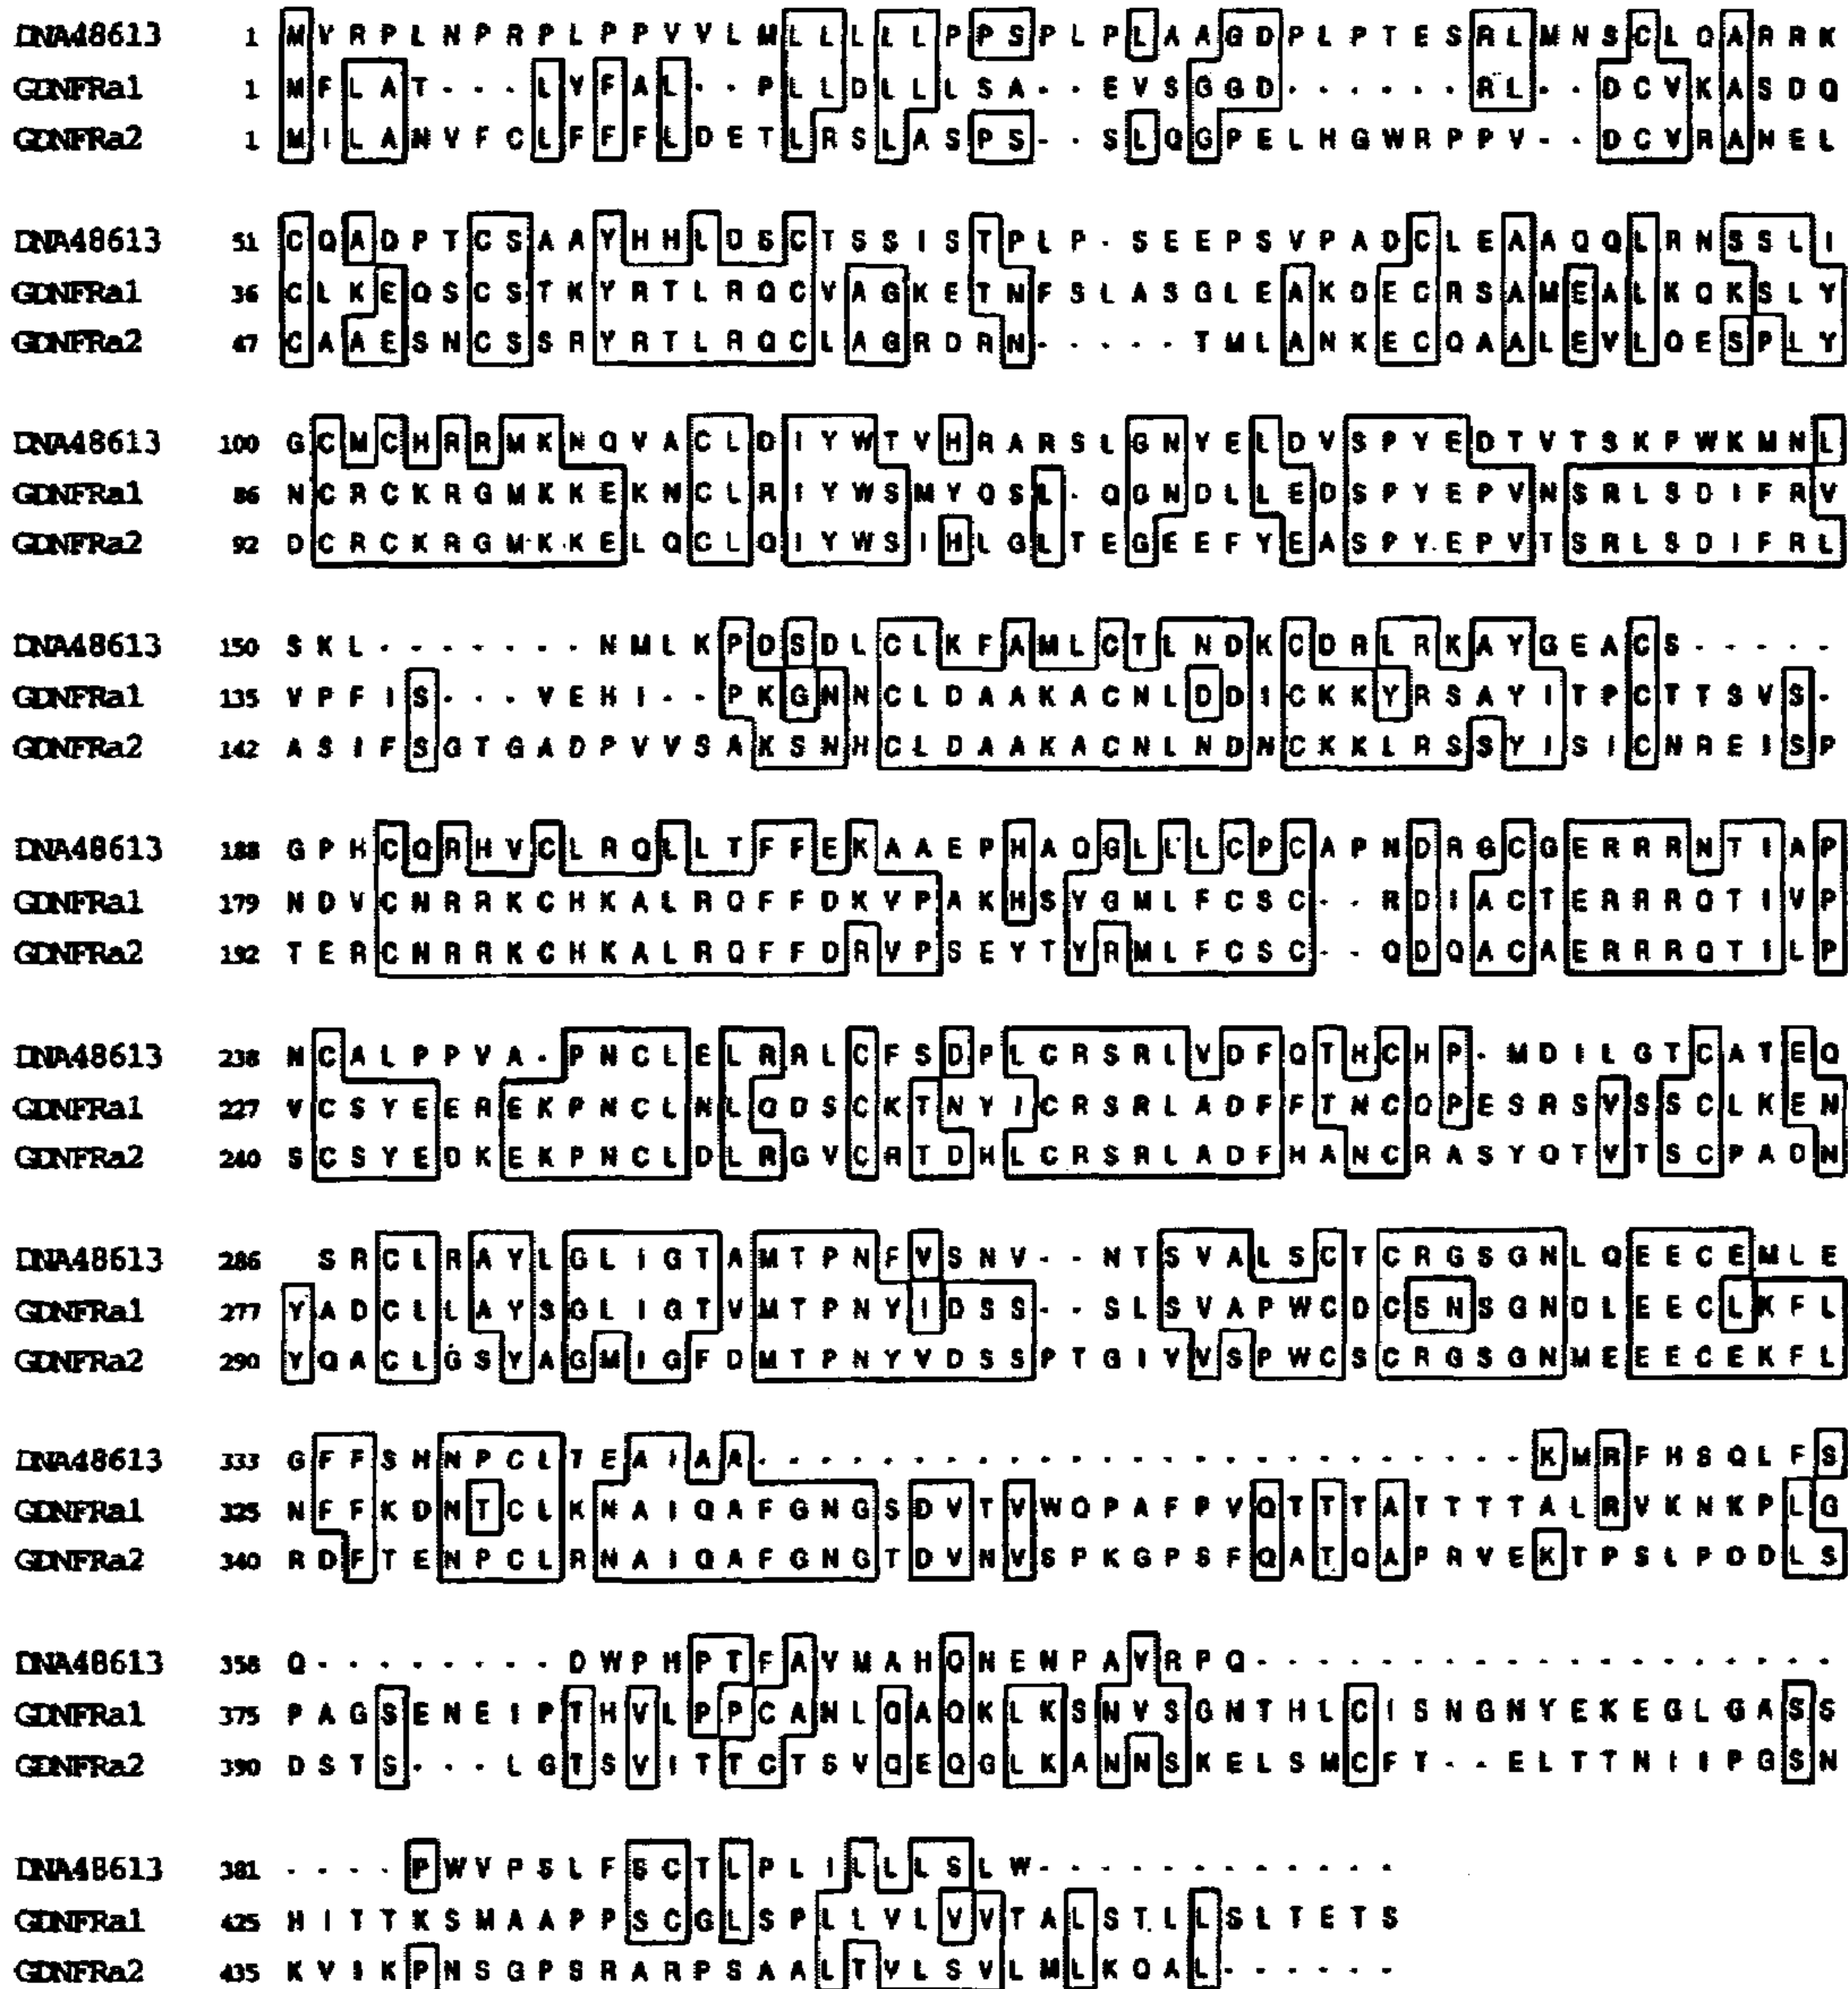 DNA48613 1 M V R P L N P R P L P P V V L M L L L L L P P S P L P L A A G D P L P T E S R L M N S C L Q A R R K
GDNFRa1 1 M F L A T - - - L Y F A L - - P L L D L L L S A - - E V S G G D - - - - - - R L - - D C V K A S D Q
GDNFRa2 1 M I L A N V F C L F F F L D E T L R S L A S P S - - S L Q G P E L H G W R P P V - - D C V R A N E L
DNA48613 51 C Q A D P T C S A A Y H H L D S C T S S I S T P L P - S E E P S V P A D C L E A A Q Q L R N S S L I
GDNFRa1 36 C L K E Q S C S T K Y R T L R Q C V A G K E T N F S L A S G L E A K D E C R S A M E A L K Q K S L Y
GDNFRa2 47 C A A E S N C S S R Y R T L R Q C L A G R D R N - - - - - T M L A N K E C Q A A L E V L Q E S P L Y
DNA48613 100 G C M C H R R M K N Q V A C L D I Y W T V H R A R S L G N Y E L D V S P Y E D T V T S K P W K M N L
GDNFRa1 86 N C R C K R G M K K E K N C L R I Y W S M Y Q S L - Q G N D L L E D S P Y E P V N S R L S D I F R V
GDNFRa2 92 D C R C K R G M K K E L Q C L Q I Y W S I H L G L T E G E E F Y E A S P Y E P V T S R L S D I F R L
DNA48613 150 S K L - - - - - - - N M L K P D S D L C L K F A M L C T L N D K C D R L R K A Y G E A C S - - - - -
GDNFRa1 135 V P F I S - - - V E H I - - P K G N N C L D A A K A C N L D D I C K K Y R S A Y I T P C T T S V S -
GDNFRa2 142 A S I F S G T G A D P V V S A K S N H C L D A A K A C N L N D N C K K L R S S Y I S I C N R E I S P
DNA48613 188 G P H C Q R H V C L R Q L L T F F E K A A E P H A Q G L L L C P C A P N D R G C G E R R R N T I A P
GDNFRa1 179 N D V C N R R K C H K A L R Q F F D K V P A K H S Y G M L F C S C - - R D I A C T E R R R Q T I V P
GDNFRa2 192 T E R C N R R K C H K A L R Q F F D R V P S E Y T Y R M L F C S C - - Q D Q A C A E R R R Q T I L P
DNA48613 238 N C A L P P V A - P N C L E L R R L C F S D P L C R S R L V D F Q T H C H P - M D I L G T C A T E Q
GDNFRa1 227 V C S Y E E R E K P N C L N L Q D S C K T N Y I C R S R L A D F F T N C Q P E S R S V S S C L K E N
GDNFRa2 240 S C S Y E D K E K P N C L D L R G V C R T D H L C R S R L A D F H A N C R A S Y Q T V T S C P A D N
DNA48613 286 S R C L R A Y L G L I G T A M T P N F V S N V - - N T S V A L S C T C R G S G N L Q E E C E M L E
GDNFRa1 277 Y A D C L L A Y S G L I G T V M T P N Y I D S S - - S L S V A P W C D C S N S G N D L E E C L K F L
GDNFRa2 290 Y Q A C L G S Y A G M I G F D M T P N Y V D S S P T G I V V S P W C S C R G S G N M E E E C E K F L
DNA48613 333 G F F S H N P C L T E A I A A - - - - - - - - - - - - - - - - - - - - - - - - - K M R F H S Q L F S
GDNFRa1 325 N F F K D N T C L K N A I Q A F G N G S D V T V W Q P A F P V Q T T T A T T T T A L R V K N K P L G
GDNFRa2 340 R D F T E N P C L R N A I Q A F G N G T D V N V S P K G P S F Q A T Q A P R V E K T P S L P D D L S
DNA48613 358 Q - - - - - - - - D W P H P T F A V M A H Q N E N P A V R P Q - - - - - - - - - - - - - - - - - - -
GDNFRa1 375 P A G S E N E I P T H V L P P C A N L Q A Q K L K S N V S G N T H L C I S N G N Y E K E G L G A S S
GDNFRa2 390 D S T S - - - L G T S V I T T C T S V Q E Q G L K A N N S K E L S M C F T - - E L T T N I I P G S N
DNA48613 381 - - - - P W V P S L F S C T L P L I L L L S L W - - - - - - - - - - - -
GDNFRa1 425 H I T T K S M A A P P S C G L S P L L V L V V T A L S T L L S L T E T S
GDNFRa2 435 K V I K P N S G P S R A R P S A A L T V L S V L M L K Q A L - - - - - -